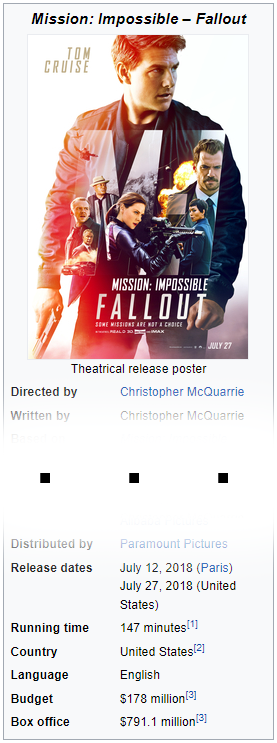 Mission: Impossible – Fallout
TOM
CRUISE
MISSION: IMPOSSIBLE
FALLOUT
SOME MISSIONS ARE NOT A CHOICE
REAL D 3D IMAX
JULY 27
Theatrical release poster
Directed by Christopher McQuarrie
Written by Christopher McQuarrie
Distributed by Paramount Pictures
Release dates July 12, 2018 (Paris)
July 27, 2018 (United
States)
Running time 147 minutes[1]
Country United States[2]
Language English
Budget $178 million[3]
Box office $791.1 million[3]